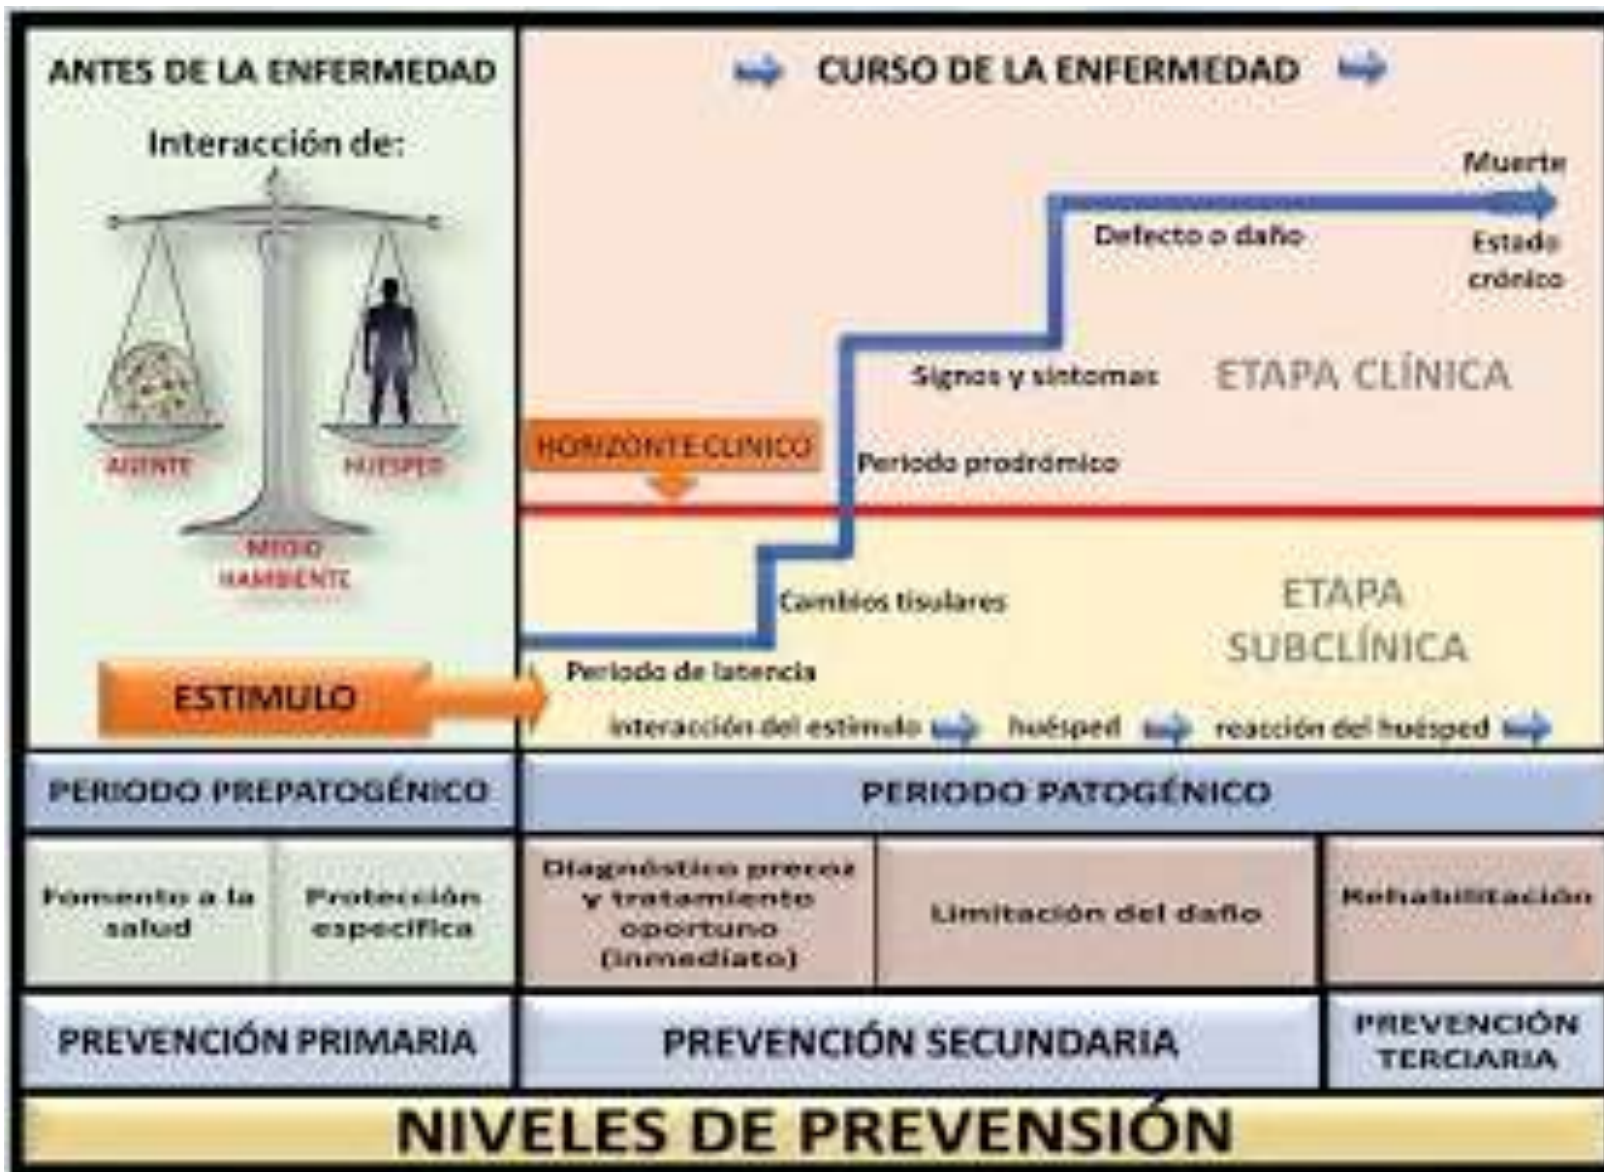 ANTES DE LA ENFERMEDAD
Interacción de:
AGENTE
HUESPED
MEDIO
HAMBIENTE
ESTIMULO
CURSO DE LA ENFERMEDAD
Muerte
Defecto o daño
Estado
crónico
Signos y síntomas
ETAPA CLÍNICA
HORIZONTE CLINICO
Periodo prodrómico
Cambios tisulares
ETAPA
SUBCLÍNICA
Periodo de latencia
interacción del estimulo
huésped
reacción del huésped
PERIODO PREPATOGÉNICO
PERIODO PATOGÉNICO
Fomento a la
salud
Protección
específica
Diagnóstico precoz
y tratamiento
oportuno
(inmediato)
Limitación del daño
Rehabilitación
PREVENCIÓN PRIMARIA
PREVENCIÓN SECUNDARIA
PREVENCIÓN
TERCIARIA
NIVELES DE PREVENSIÓN